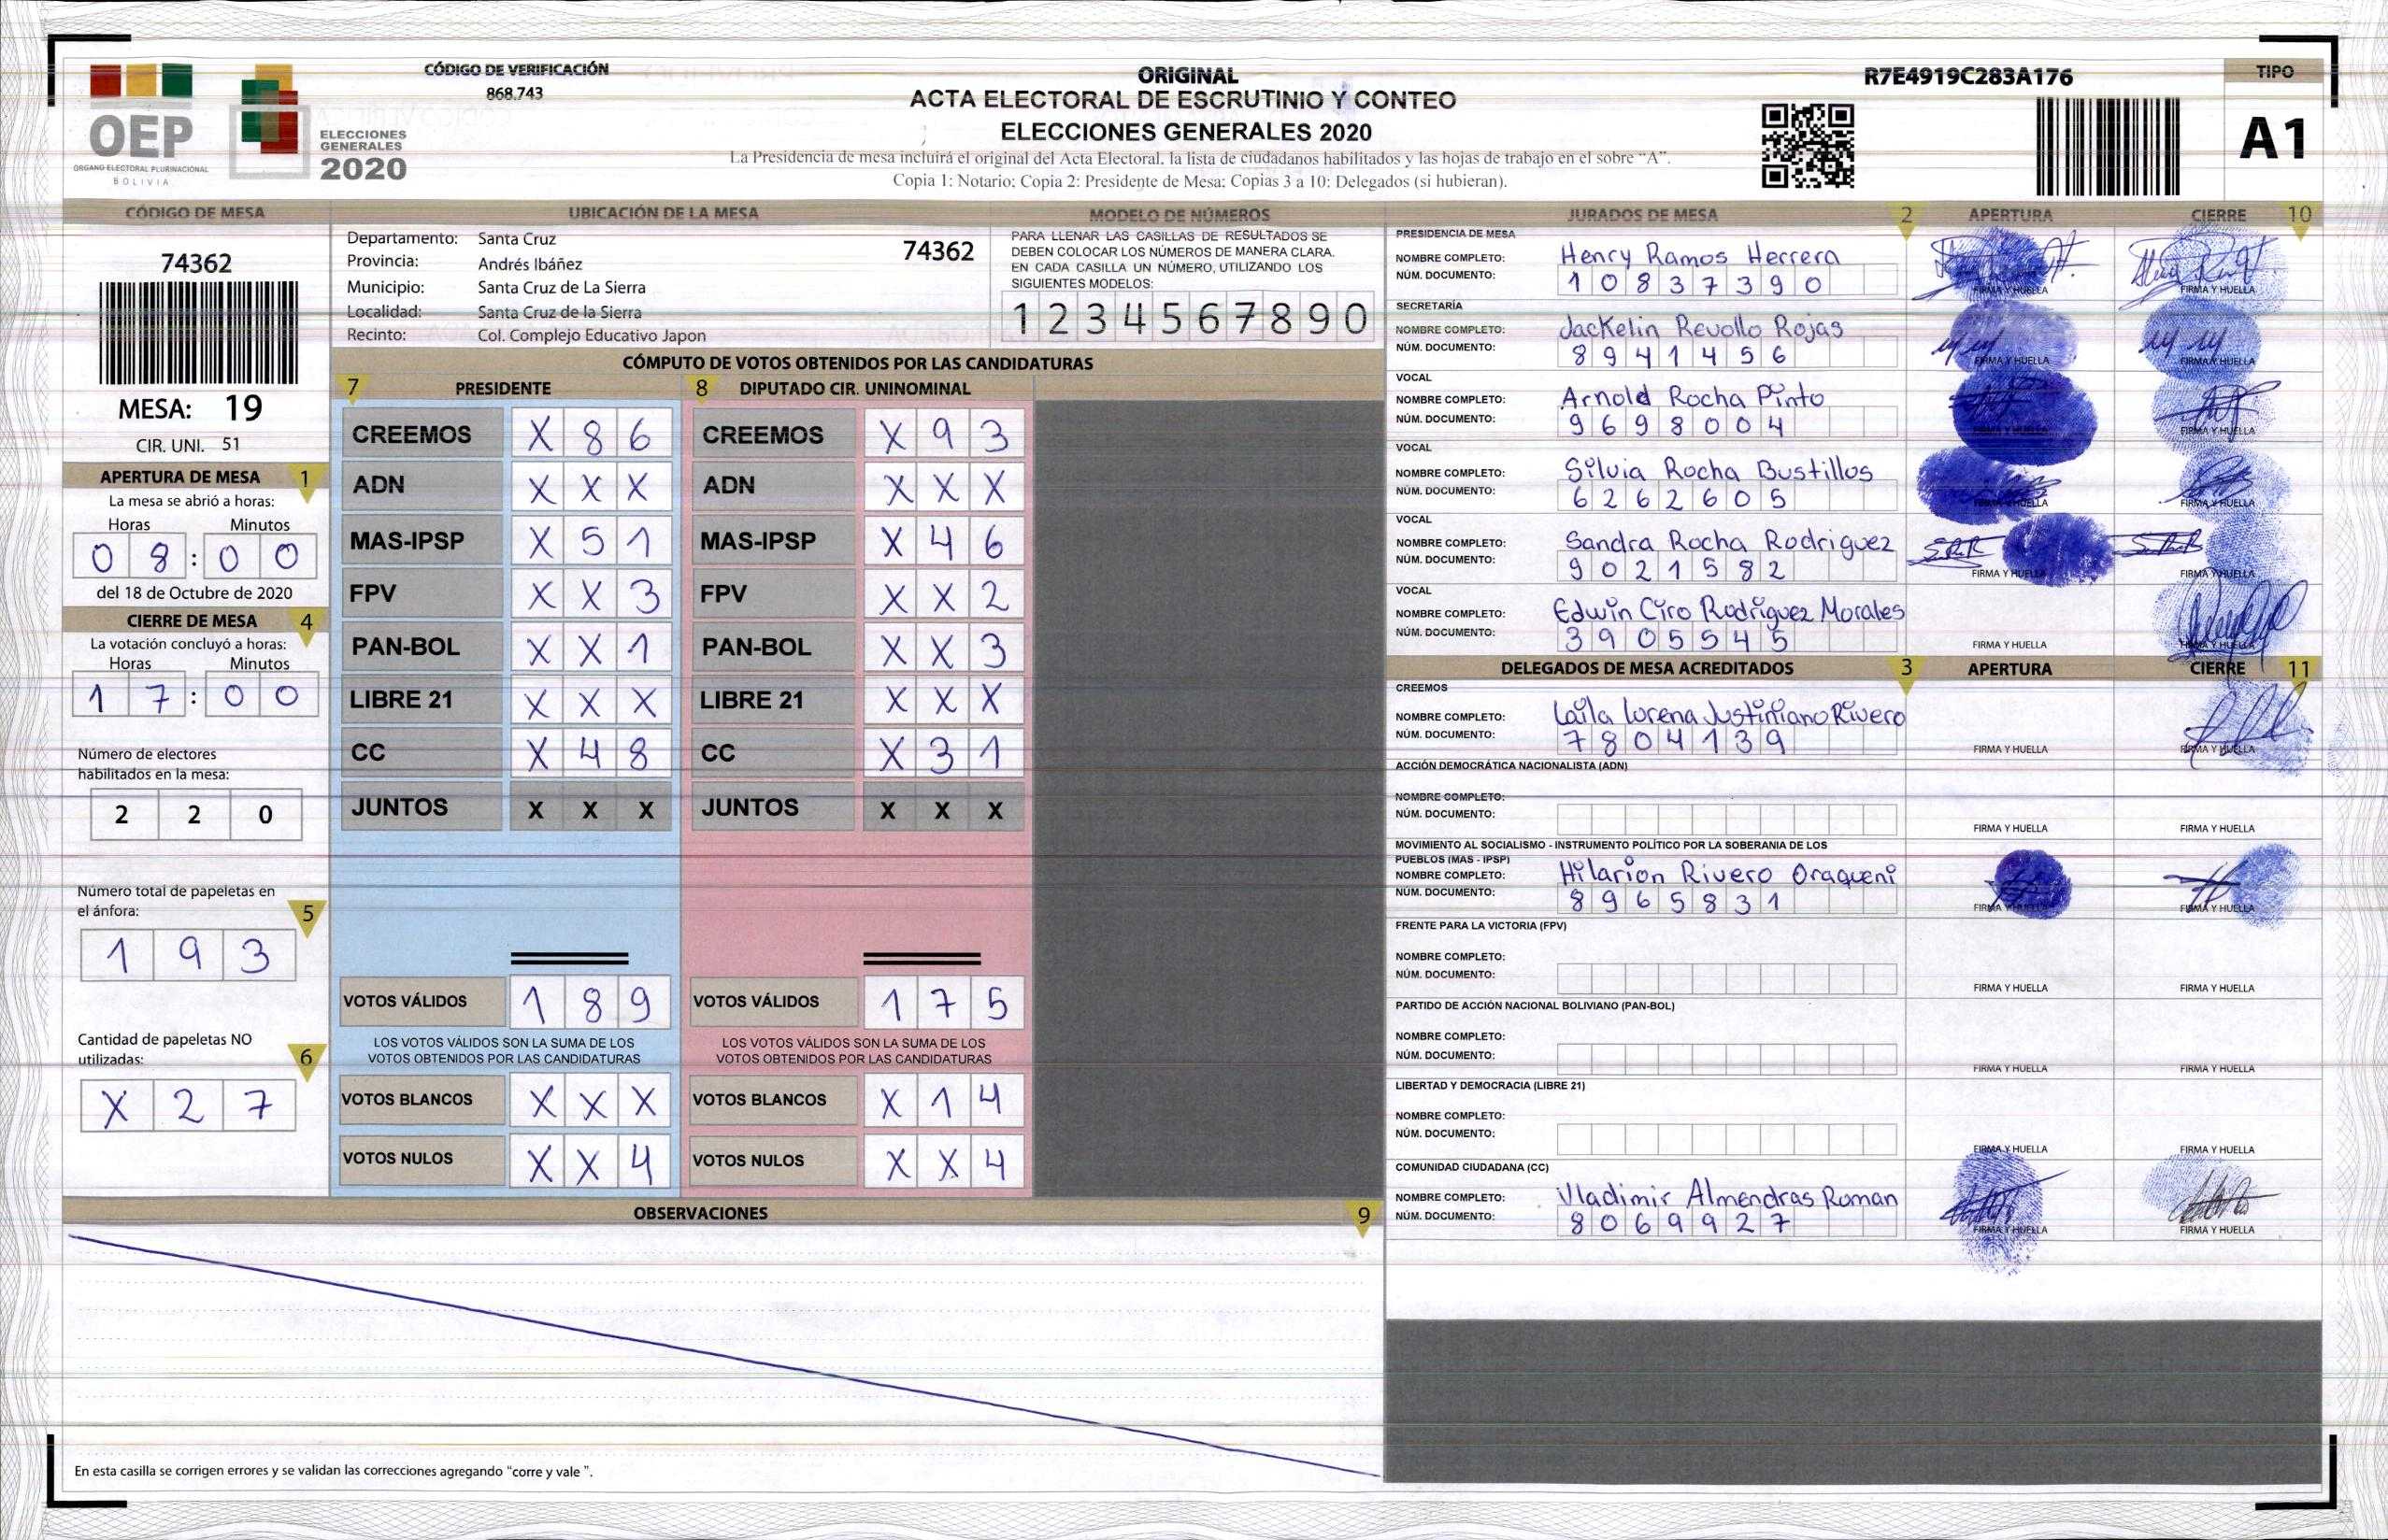 CÓDIGO DE VERIFICACIÓN
868.743
OEP
ORGANO ELECTORAL PLURINACIONAL
BOLIVIA
ELECCIONES
GENERALES
2020
ORIGINAL
ACTA ELECTORAL DE ESCRUTINIO Y CONTEO
ELECCIONES GENERALES 2020
La Presidencia de mesa incluirá el original del Acta Electoral, la lista de ciudadanos habilitados y las hojas de trabajo en el sobre "A".
Copia 1: Notario; Copia 2: Presidente de Mesa; Copias 3 a 10: Delegados (si hubieran).
R7E4919C283A176
TIPO
A1
CÓDIGO DE MESA
74362
MESA: 19
CIR. UNI. 51
APERTURA DE MESA 1
La mesa se abrió a horas:
Horas Minutos
0 8 : 0 0
del 18 de Octubre de 2020
CIERRE DE MESA 4
La votación concluyó a horas:
Horas Minutos
1 7 : 0 0
Número de electores
habilitados en la mesa:
2 2 0
Número total de papeletas en
el ánfora: 5
1 9 3
Cantidad de papeletas NO
utilizadas: 6
X 2 7
UBICACIÓN DE LA MESA
Departamento: Santa Cruz 74362
Provincia: Andrés Ibáñez
Municipio: Santa Cruz de La Sierra
Localidad: Santa Cruz de la Sierra
Recinto: Col. Complejo Educativo Japon
MODELO DE NÚMEROS
PARA LLENAR LAS CASILLAS DE RESULTADOS SE
DEBEN COLOCAR LOS NÚMEROS DE MANERA CLARA.
EN CADA CASILLA UN NÚMERO, UTILIZANDO LOS
SIGUIENTES MODELOS:
1 2 3 4 5 6 7 8 9 0
CÓMPUTO DE VOTOS OBTENIDOS POR LAS CANDIDATURAS
7 PRESIDENTE 8 DIPUTADO CIR. UNINOMINAL
CREEMOS X 8 6 CREEMOS X 9 3
ADN X X X ADN X X X
MAS-IPSP X 5 1 MAS-IPSP X 4 6
FPV X X 3 FPV X X 2
PAN-BOL X X 1 PAN-BOL X X 3
LIBRE 21 X X X LIBRE 21 X X X
CC X 4 8 CC X 3 1
JUNTOS X X X JUNTOS X X X
VOTOS VÁLIDOS 1 8 9 VOTOS VÁLIDOS 1 7 5
LOS VOTOS VÁLIDOS SON LA SUMA DE LOS LOS VOTOS VÁLIDOS SON LA SUMA DE LOS
VOTOS OBTENIDOS POR LAS CANDIDATURAS VOTOS OBTENIDOS POR LAS CANDIDATURAS
VOTOS BLANCOS X X X VOTOS BLANCOS X 1 4
VOTOS NULOS X X 4 VOTOS NULOS X X 4
OBSERVACIONES 9
En esta casilla se corrigen errores y se validan las correcciones agregando "corre y vale ".
JURADOS DE MESA 2 APERTURA CIERRE 10
PRESIDENCIA DE MESA
NOMBRE COMPLETO: Henry Ramos Herrera
NÚM. DOCUMENTO: 1 0 8 3 7 3 9 0 FIRMA Y HUELLA FIRMA Y HUELLA
SECRETARÍA
NOMBRE COMPLETO: Jackelin Revollo Rojas
NÚM. DOCUMENTO: 8 9 4 1 4 5 6 FIRMA Y HUELLA FIRMA Y HUELLA
VOCAL
NOMBRE COMPLETO: Arnold Rocha Pinto
NÚM. DOCUMENTO: 9 6 9 8 0 0 4 FIRMA Y HUELLA FIRMA Y HUELLA
VOCAL
NOMBRE COMPLETO: Silvia Rocha Bustillos
NÚM. DOCUMENTO: 6 2 6 2 6 0 5 FIRMA Y HUELLA FIRMA Y HUELLA
VOCAL
NOMBRE COMPLETO: Sandra Rocha Rodriguez
NÚM. DOCUMENTO: 9 0 2 1 5 8 2 FIRMA Y HUELLA FIRMA Y HUELLA
VOCAL
NOMBRE COMPLETO: Edwin Ciro Rodriguez Morales
NÚM. DOCUMENTO: 3 9 0 5 5 4 5 FIRMA Y HUELLA FIRMA Y HUELLA
DELEGADOS DE MESA ACREDITADOS 3 APERTURA CIERRE 11
CREEMOS
NOMBRE COMPLETO: Laila Lorena Justiniano Rivero
NÚM. DOCUMENTO: 7 8 0 4 1 3 9 FIRMA Y HUELLA FIRMA Y HUELLA
ACCIÓN DEMOCRÁTICA NACIONALISTA (ADN)
NOMBRE COMPLETO:
NÚM. DOCUMENTO: FIRMA Y HUELLA FIRMA Y HUELLA
MOVIMIENTO AL SOCIALISMO - INSTRUMENTO POLÍTICO POR LA SOBERANIA DE LOS
PUEBLOS (MAS - IPSP)
NOMBRE COMPLETO: Hilarion Rivero Oraqueni
NÚM. DOCUMENTO: 8 9 6 5 8 3 1 FIRMA Y HUELLA FIRMA Y HUELLA
FRENTE PARA LA VICTORIA (FPV)
NOMBRE COMPLETO:
NÚM. DOCUMENTO: FIRMA Y HUELLA FIRMA Y HUELLA
PARTIDO DE ACCIÓN NACIONAL BOLIVIANO (PAN-BOL)
NOMBRE COMPLETO:
NÚM. DOCUMENTO: FIRMA Y HUELLA FIRMA Y HUELLA
LIBERTAD Y DEMOCRACIA (LIBRE 21)
NOMBRE COMPLETO:
NÚM. DOCUMENTO: FIRMA Y HUELLA FIRMA Y HUELLA
COMUNIDAD CIUDADANA (CC)
NOMBRE COMPLETO: Vladimir Almendras Roman
NÚM. DOCUMENTO: 8 0 6 9 9 2 7 FIRMA Y HUELLA FIRMA Y HUELLA